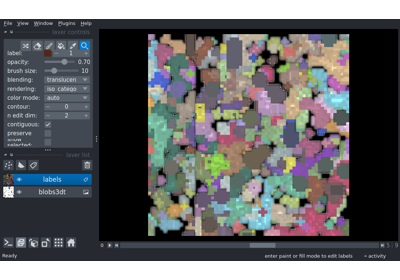 File View Window Plugins Help
layer controls
label: 1
opacity: 0.70
brush size: 10
blending: translucen
rendering: iso_catego
color mode: auto
contour: 0
n edit dim: 2
contiguous:
preserve
show
selected:
layer list
labels
blobs3dt
Ready
enter paint or fill mode to edit labels
activity